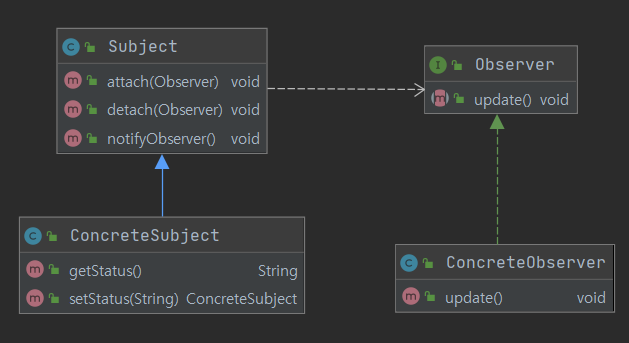 C Subject
m attach(Observer) void
m detach(Observer) void
m notifyObserver() void
I Observer
m update() void
C ConcreteSubject
m getStatus() String
m setStatus(String) ConcreteSubject
C ConcreteObserver
m update() void